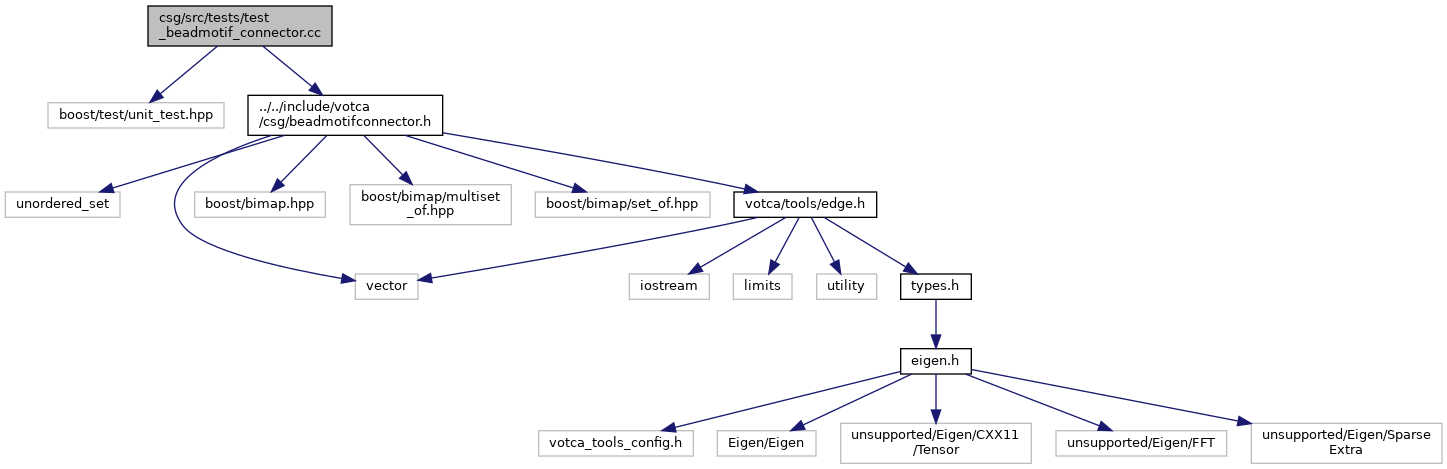 csg/src/tests/test
_beadmotif_connector.cc
boost/test/unit_test.hpp
../../include/votca
/csg/beadmotifconnector.h
unordered_set
boost/bimap.hpp
boost/bimap/multiset
_of.hpp
boost/bimap/set_of.hpp
votca/tools/edge.h
vector
iostream
limits
utility
types.h
eigen.h
votca_tools_config.h
Eigen/Eigen
unsupported/Eigen/CXX11
/Tensor
unsupported/Eigen/FFT
unsupported/Eigen/Sparse
Extra